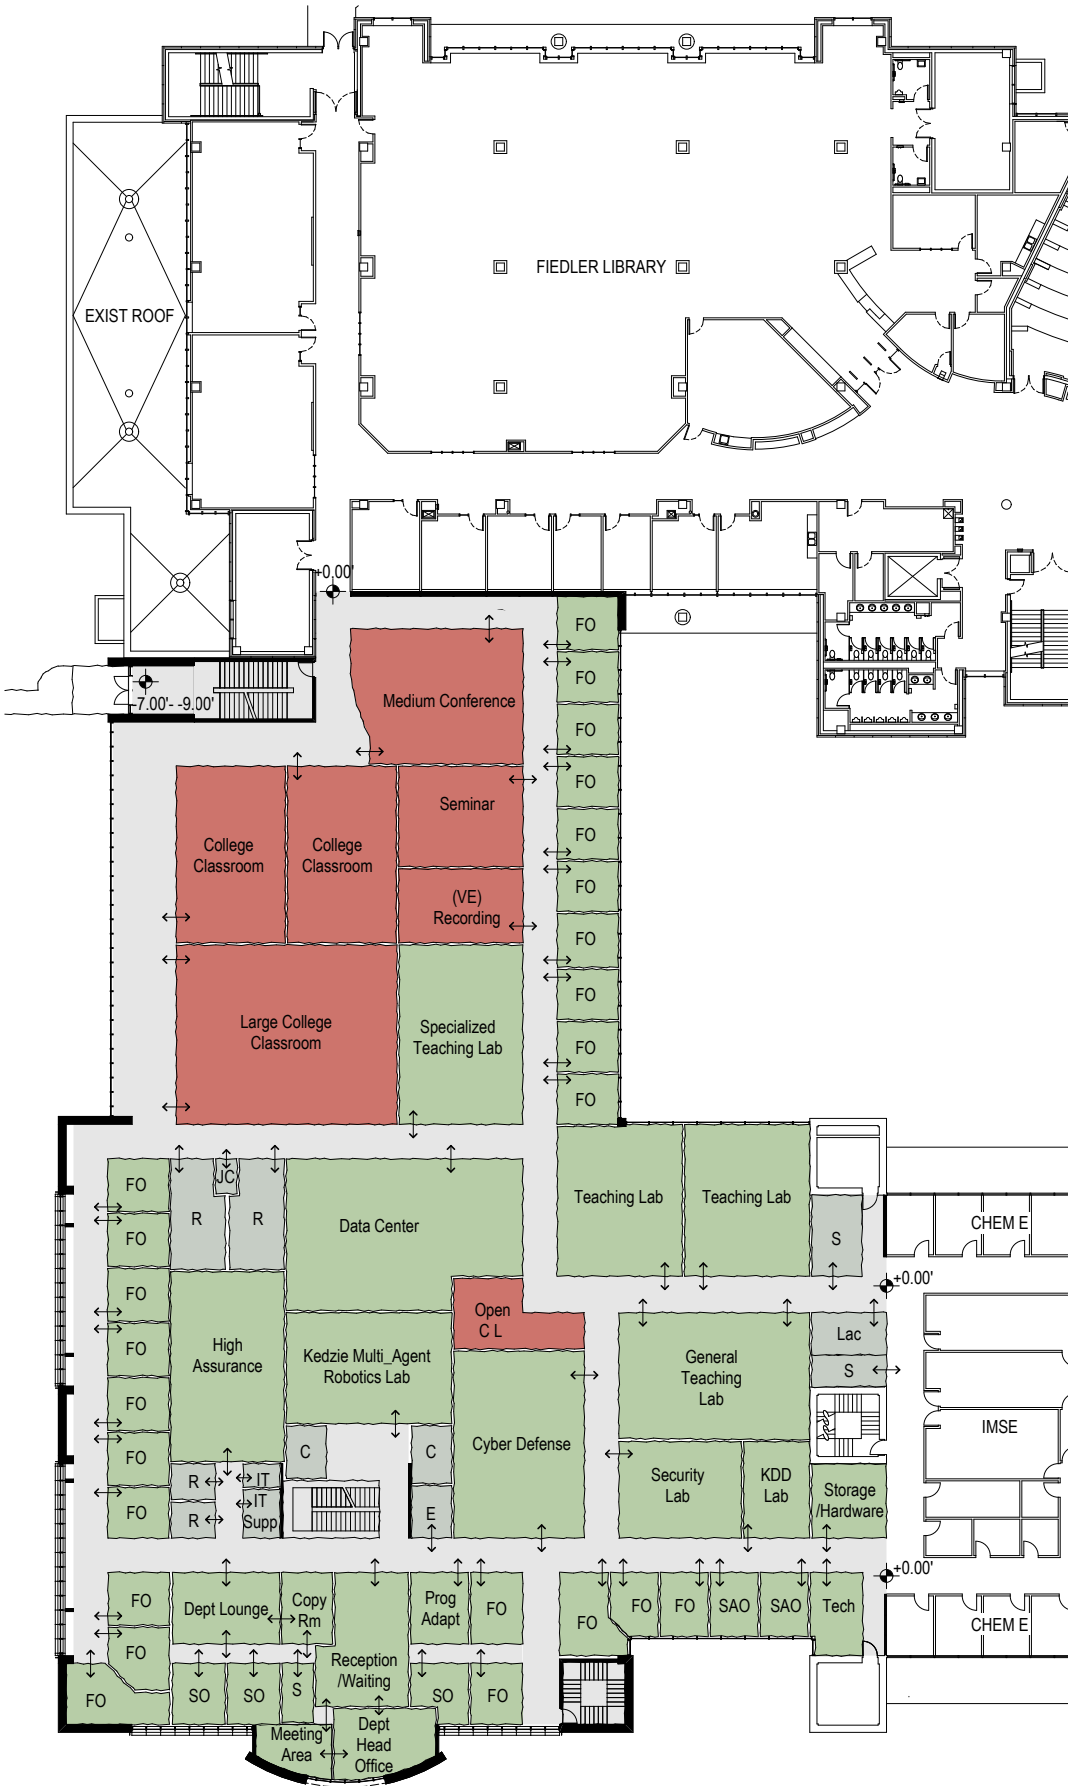 FIEDLER LIBRARY
EXIST ROOF
+0.00'
FO
FO
-7.00'- -9.00'
Medium Conference
FO
FO
Seminar
FO
College
Classroom
College
Classroom
(VE)
Recording
FO
FO
Large College
Classroom
Specialized
Teaching Lab
FO
FO
FO
JC
FO
R
R
Data Center
Teaching Lab
Teaching Lab
S
CHEM E
FO
+0.00'
FO
High
Assurance
Open
C L
Kedzie Multi_Agent
Robotics Lab
General
Teaching
Lab
Lac
S
FO
FO
FO
FO
C
C
Cyber Defense
IMSE
R
IT
Security
Lab
KDD
Lab
Storage
/Hardware
FO
R
IT
Supp.
E
+0.00'
FO
Dept Lounge
Copy
Rm
Prog
Adapt
FO
FO
FO
FO
SAO
SAO
Tech
CHEM E
FO
Reception
/Waiting
FO
SO
SO
S
SO
FO
Meeting
Area
Dept
Head
Office